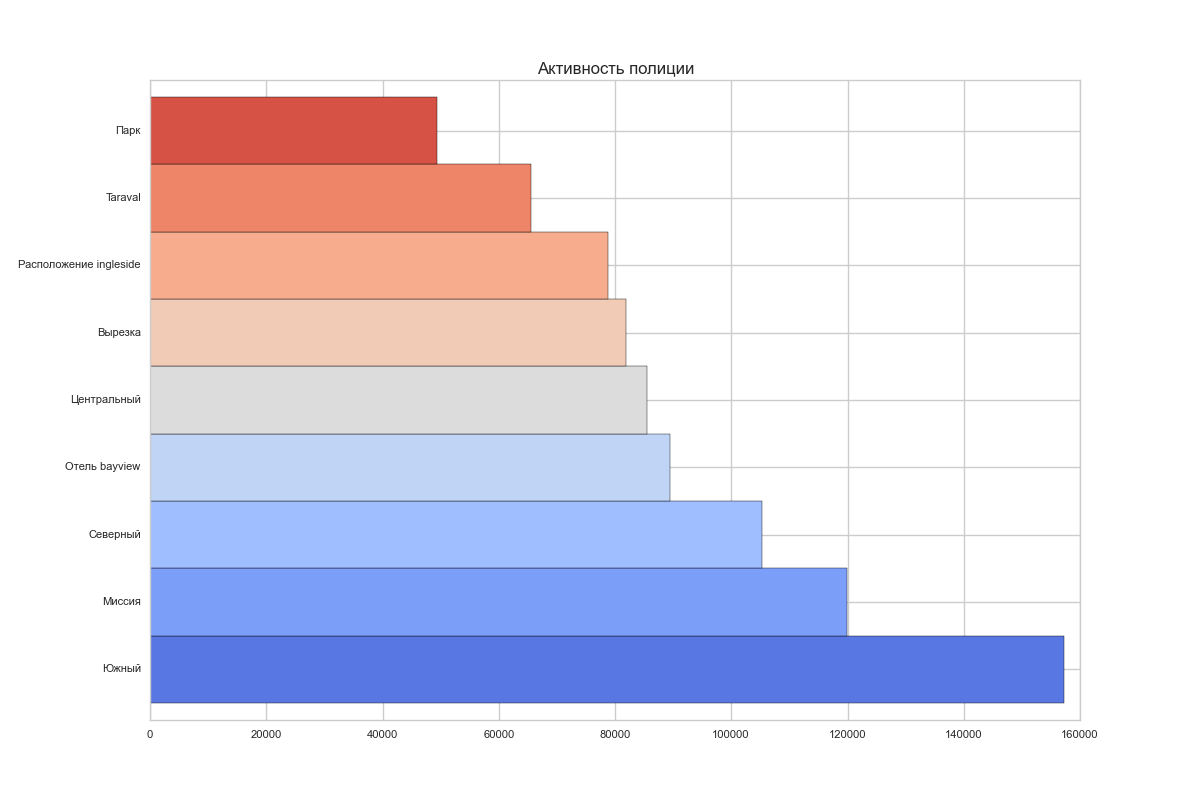 Активность полиции
Парк
Taraval
Расположение ingleside
Вырезка
Центральный
Отель bayview
Северный
Миссия
Южный
0 20000 40000 60000 80000 100000 120000 140000 160000